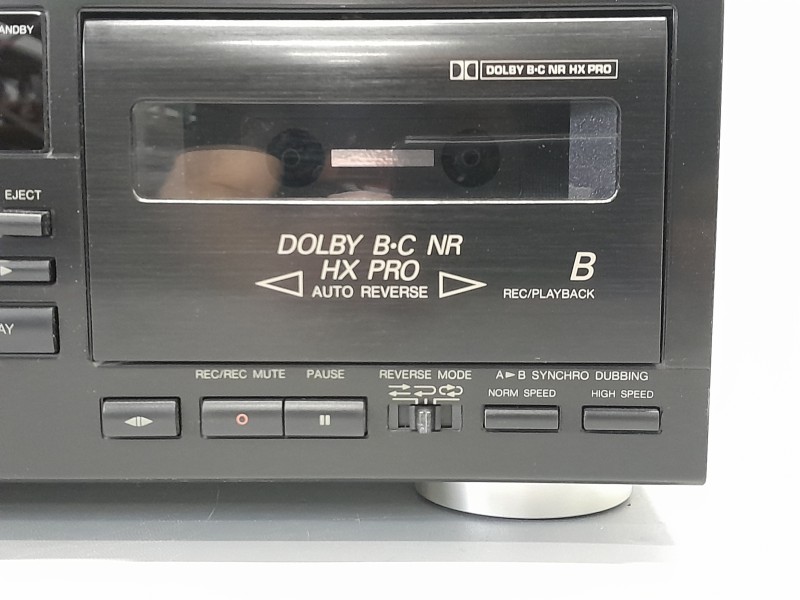 ANDBY
DOLBY B·C NR HX PRO
EJECT
DOLBY B·C NR
HX PRO
AUTO REVERSE
B
REC/PLAYBACK
AY
REC/REC MUTE PAUSE REVERSE MODE A►B SYNCHRO DUBBING
NORM SPEED HIGH SPEED